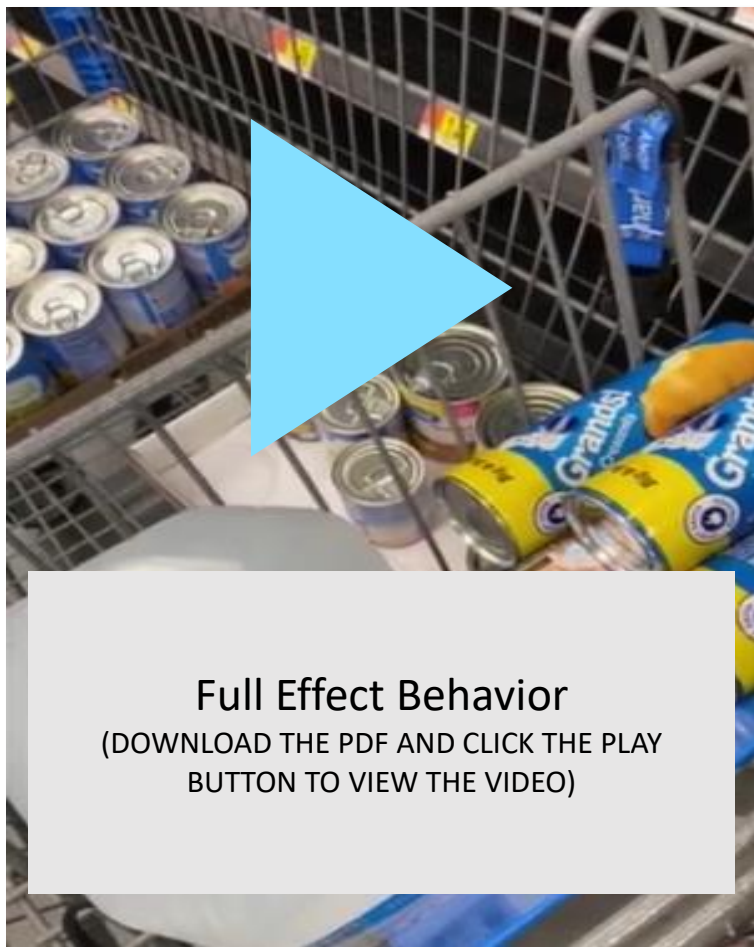 Grands!
Grands
Full Effect Behavior
(DOWNLOAD THE PDF AND CLICK THE PLAY
BUTTON TO VIEW THE VIDEO)